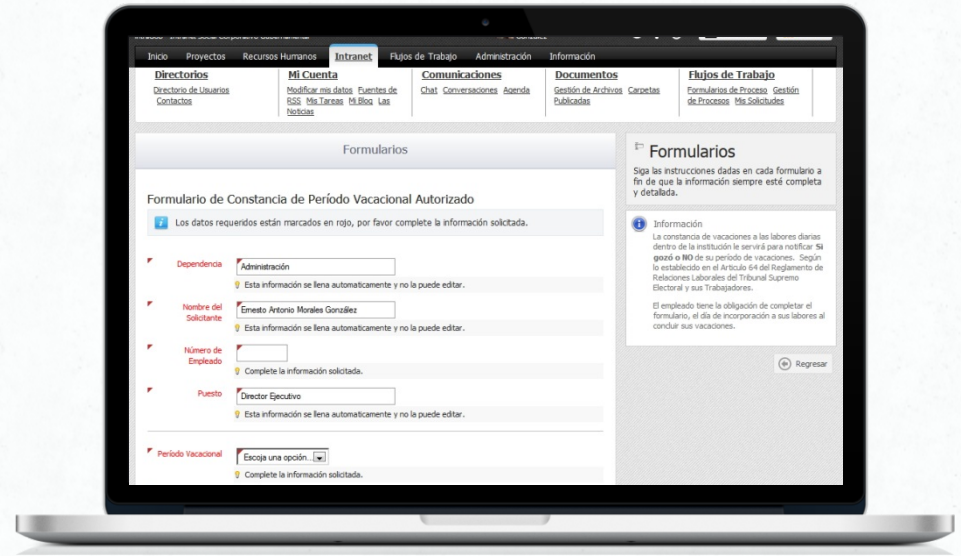 Inicio Proyectos Recursos Humanos Intranet Flujos de Trabajo Administración Información
Directorios
Directorio de Usuarios
Contactos
Mi Cuenta
Modificar mis datos Fuentes de
RSS Mis Tareas Mi Blog Las
Noticias
Comunicaciones
Chat Conversaciones Agenda
Documentos
Gestión de Archivos Carpetas
Publicadas
Flujos de Trabajo
Formularios de Proceso Gestión
de Procesos Mis Solicitudes
Formularios
Formulario de Constancia de Período Vacacional Autorizado
Los datos requeridos están marcados en rojo, por favor complete la información solicitada.
Dependencia Administración
Esta información se llena automaticamente y no la puede editar.
Nombre del
Solicitante
Ernesto Antonio Morales González
Esta información se llena automaticamente y no la puede editar.
Número de
Empleado
Complete la información solicitada.
Puesto Director Ejecutivo
Esta información se llena automaticamente y no la puede editar.
Período Vacacional Escoja una opción...
Complete la información solicitada.
Formularios
Siga las instrucciones dadas en cada formulario a
fin de que la información siempre esté completa
y detallada.
Información
La constancia de vacaciones a las labores diarias
dentro de la institución le servirá para notificar Si
gozó o NO de su período de vacaciones. Según
lo establecido en el Articulo 64 del Reglamento de
Relaciones Laborales del Tribunal Supremo
Electoral y sus Trabajadores.
El empleado tiene la obligación de completar el
formulario, el día de incorporación a sus labores al
concluir sus vacaciones.
Regresar